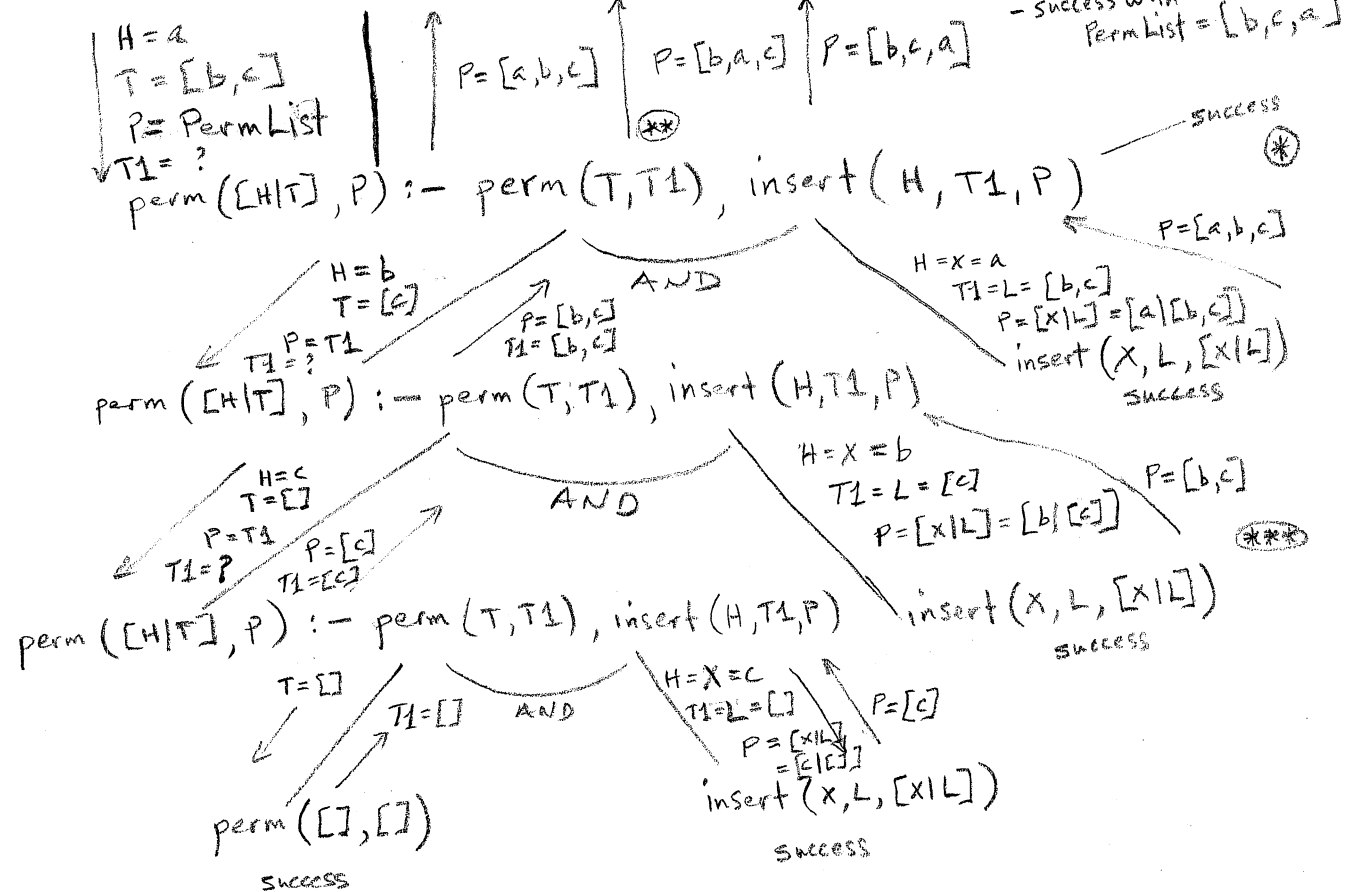 - success with
PermList = [b,c,a]
H = a
T = [b,c]
P = PermList
T1 = ?
P = [a,b,c]
P = [b,a,c]
P = [b,c,a]
**
success
*
perm([H|T], P) :- perm(T,T1), insert(H, T1, P)
AND
H = b
T = [c]
P = T1
T1 = ?
P = [b,c]
T1 = [b,c]
H = X = a
T1 = L = [b,c]
P = [X|L] = [a|[b,c]]
P = [a,b,c]
insert(X, L, [X|L])
success
perm([H|T], P) :- perm(T,T1), insert(H,T1,P)
AND
H = c
T = []
P = T1
T1 = ?
P = [c]
T1 = [c]
H = X = b
T1 = L = [c]
P = [X|L] = [b|[c]]
P = [b,c]
***
insert(X, L, [X|L])
success
perm([H|T], P) :- perm(T,T1), insert(H,T1,P)
T = []
T1 = []
AND
H = X = c
T1 = L = []
P = [X|L]
= [c|[]]
P = [c]
perm([],[])
success
insert(X,L,[X|L])
success